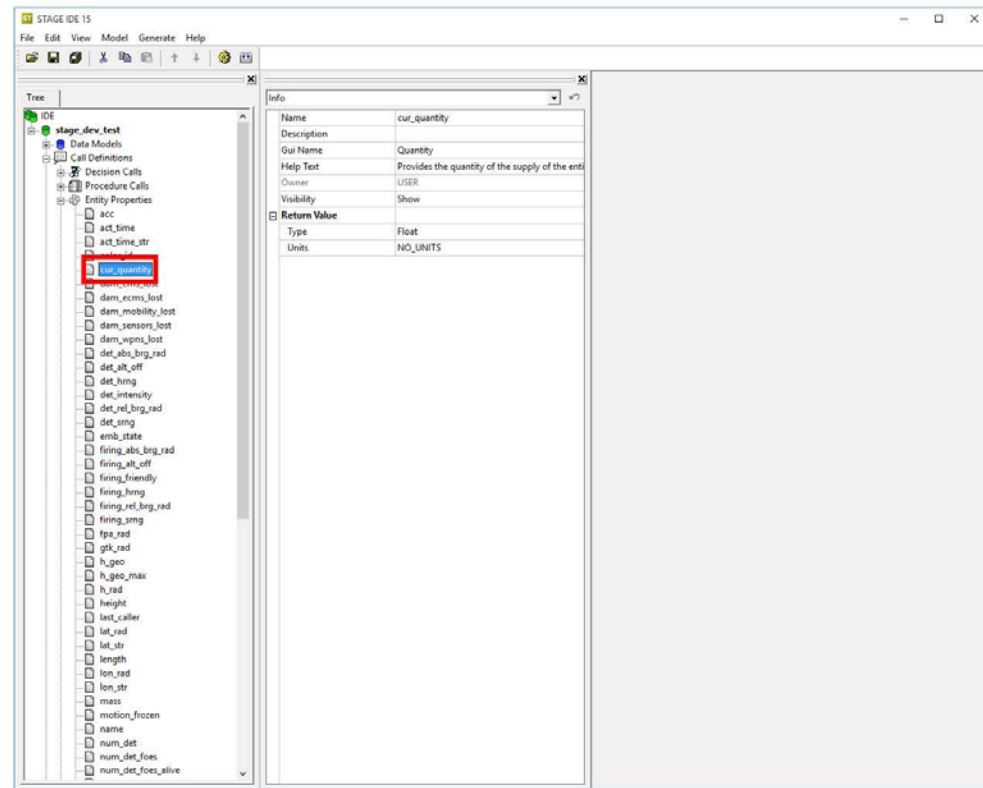 STAGE IDE 15
File Edit View Model Generate Help
Tree
IDE
stage_dev_test
Data Models
Call Definitions
Decision Calls
Procedure Calls
Entity Properties
acc
act_time
act_time_str
cur_quantity
dam_ecms_lost
dam_mobility_lost
dam_sensors_lost
dam_wpns_lost
det_abs_brg_rad
det_alt_off
det_hrng
det_intensity
det_rel_brg_rad
det_srng
emb_state
firing_abs_brg_rad
firing_alt_off
firing_friendly
firing_hrng
firing_rel_brg_rad
firing_srng
fpa_rad
gtk_rad
h_geo
h_geo_max
h_rad
height
last_caller
lat_rad
lat_str
length
lon_rad
lon_str
mass
motion_frozen
name
num_det
num_det_foes
num_det_foes_alive
Info
Name cur_quantity
Description
Gui Name Quantity
Help Text Provides the quantity of the supply of the enti
Owner USER
Visibility Show
Return Value
Type Float
Units NO_UNITS